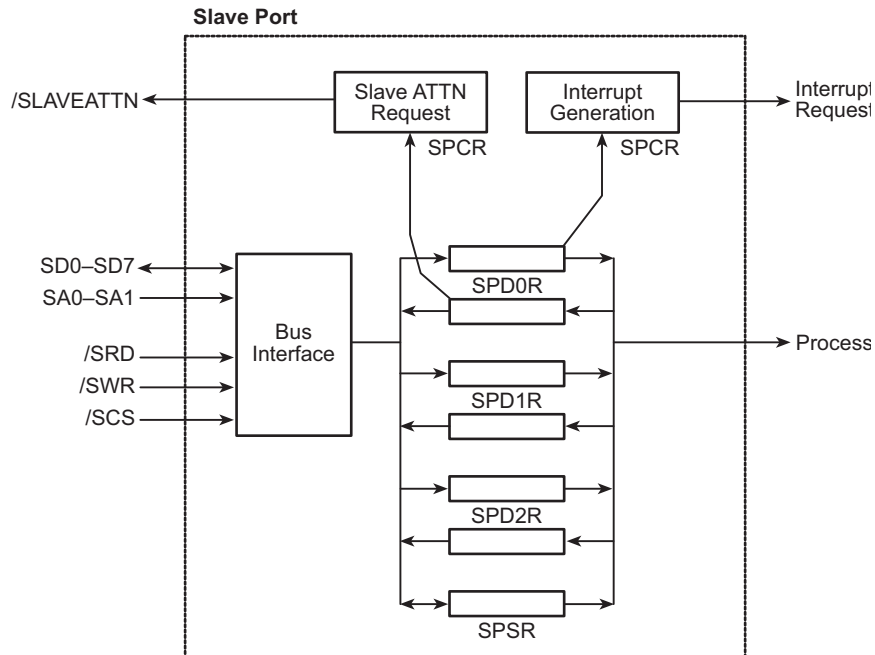 Slave Port
/SLAVEATTN
Slave ATTN
Request
SPCR
Interrupt
Generation
SPCR
Interrupt
Request
SD0–SD7
SA0–SA1
/SRD
/SWR
/SCS
Bus
Interface
SPD0R
SPD1R
SPD2R
SPSR
Process